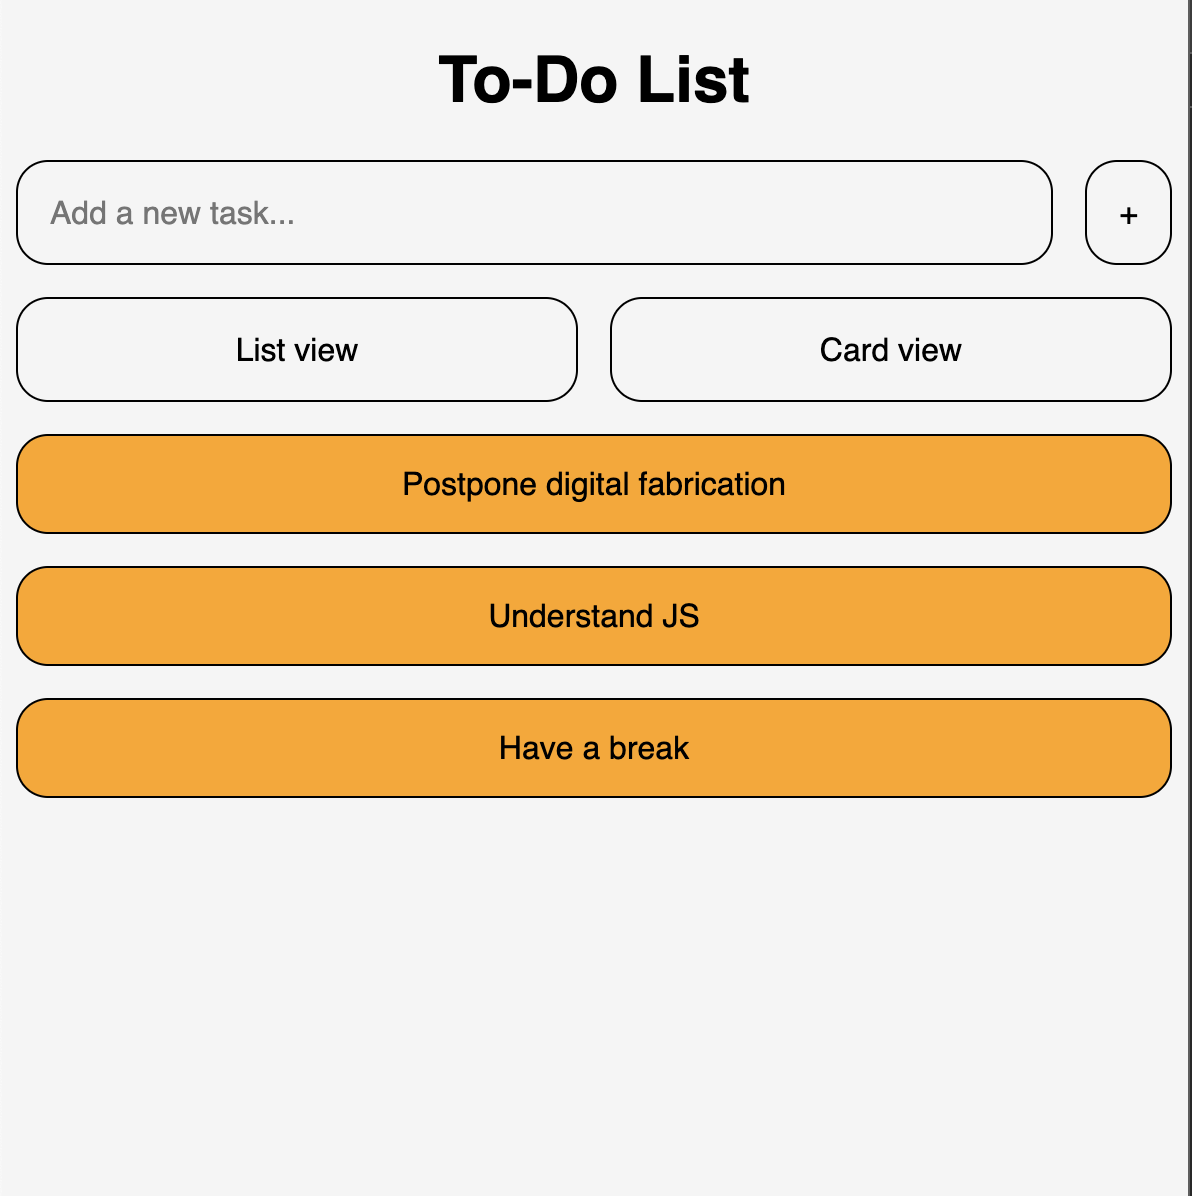 To-Do List
Add a new task...
+
List view
Card view
Postpone digital fabrication
Understand JS
Have a break